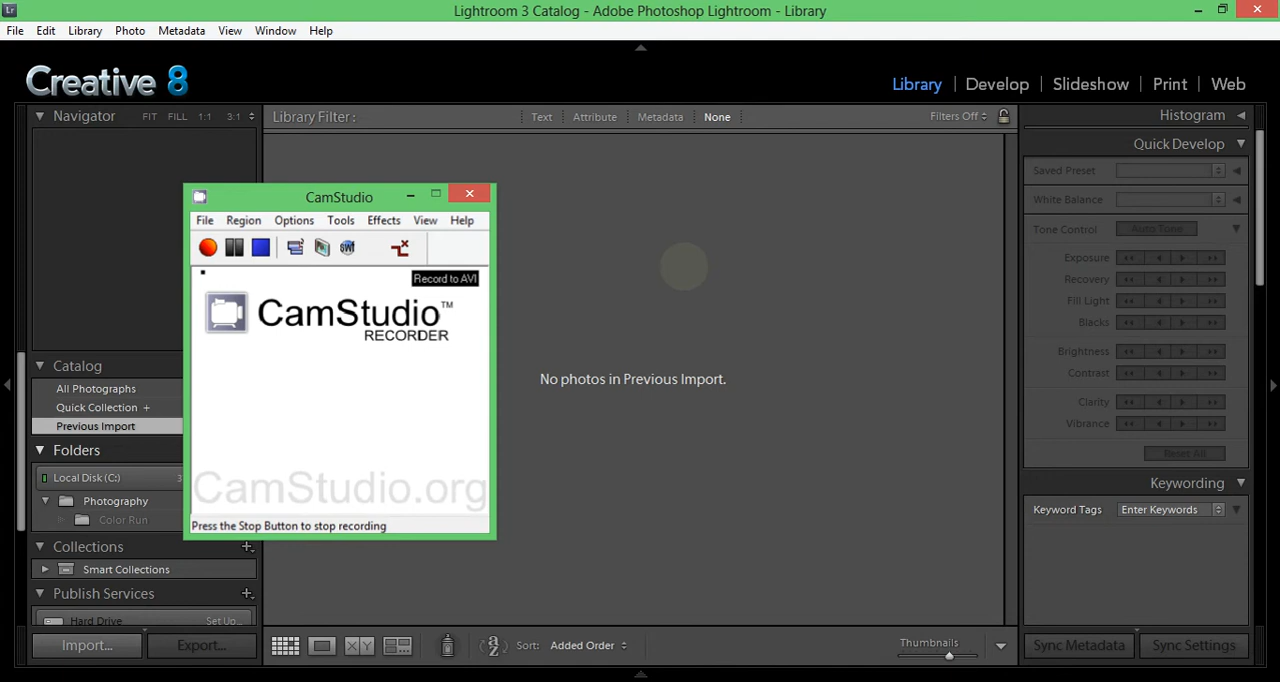 Lr Lightroom 3 Catalog - Adobe Photoshop Lightroom - Library
File Edit Library Photo Metadata View Window Help
Creative 8
Library | Develop | Slideshow | Print | Web
Navigator FIT FILL 1:1 3:1
Library Filter : Text Attribute Metadata None Filters Off
Histogram
Quick Develop
Saved Preset
White Balance
Tone Control Auto Tone
Exposure
Recovery
Fill Light
Blacks
Brightness
Contrast
Clarity
Vibrance
Reset All
Keywording
Keyword Tags Enter Keywords
CamStudio
File Region Options Tools Effects View Help
SWF
Record to AVI
CamStudio™
RECORDER
CamStudio.org
Press the Stop Button to stop recording
No photos in Previous Import.
Catalog
All Photographs
Quick Collection +
Previous Import
Folders
Local Disk (C:) 3
Photography
Color Run
Collections
Smart Collections
Publish Services
Hard Drive Set Up...
Import... Export...
XY
Sort: Added Order
Thumbnails
Sync Metadata Sync Settings